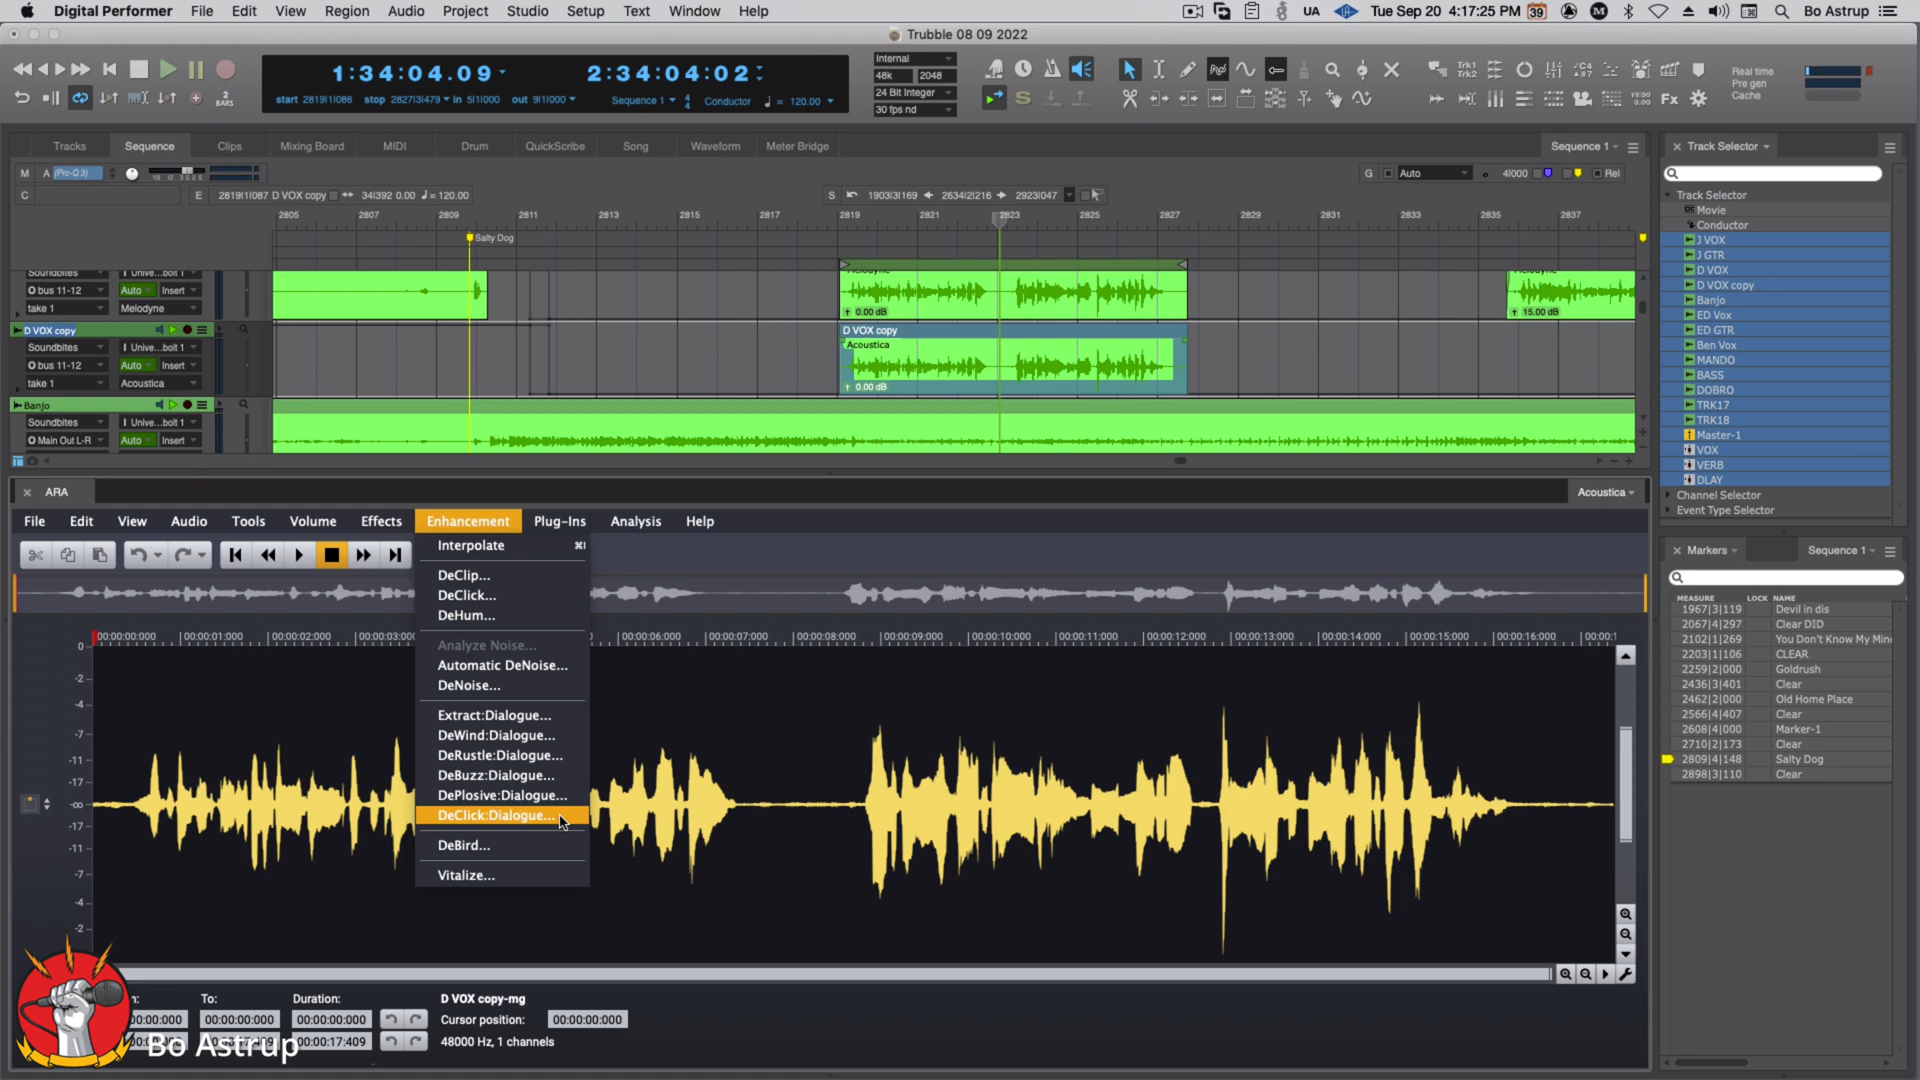 Digital Performer File Edit View Region Audio Project Studio Setup Text Window Help
UA Tue Sep 20 4:17:25 PM 39 Bo Astrup
Trubble 08 09 2022
1:34:04.09 2:34:04:02
start 2819|1|086 stop 2827|3|479 in 5|1|000 out 9|1|000 Sequence 1 4 4 Conductor = 120.00
Internal
48k 2048
24 Bit Integer
30 fps nd
2 BARS
Trk1
Trk2
Fx
Real time
Pre gen
Cache
Tracks Sequence Clips Mixing Board MIDI Drum QuickScribe Song Waveform Meter Bridge Sequence 1
M A (Pro-Q 3) G Auto 4|000 Rel
C E 2819|1|087 D VOX copy 34|392 0.00 = 120.00 S 1903|3|169 2634|2|216 2923|047
2805 2807 2809 2811 2813 2815 2817 2819 2821 2823 2825 2827 2829 2831 2833 2835 2837
Salty Dog
Soundbites Unive...bolt 1
O bus 11-12 Auto Insert
take 1 Melodyne
Melodyne
0.00 dB
Melodyne
15.00 dB
D VOX copy
Soundbites Unive...bolt 1
O bus 11-12 Auto Insert
take 1 Acoustica
D VOX copy
Acoustica
0.00 dB
Banjo
Soundbites Unive...bolt 1
O Main Out L-R Auto Insert
Track Selector
Track Selector
Movie
Conductor
J VOX
J GTR
D VOX
D VOX copy
Banjo
ED Vox
ED GTR
Ben Vox
MANDO
BASS
DOBRO
TRK17
TRK18
Master-1
VOX
VERB
DLAY
Channel Selector
Event Type Selector
Markers Sequence 1
MEASURE LOCK NAME
1967|3|119 Devil in dis
2067|4|297 Clear DID
2102|1|269 You Don't Know My Min
2203|1|106 CLEAR
2259|2|000 Goldrush
2436|3|401 Clear
2462|2|000 Old Home Place
2566|4|407 Clear
2608|4|000 Marker-1
2710|2|173 Clear
2809|4|148 Salty Dog
2898|3|110 Clear
ARA Acoustica
File Edit View Audio Tools Volume Effects Enhancement Plug-Ins Analysis Help
Interpolate ⌘I
DeClip...
DeClick...
DeHum...
Analyze Noise...
Automatic DeNoise...
DeNoise...
Extract:Dialogue...
DeWind:Dialogue...
DeRustle:Dialogue...
DeBuzz:Dialogue...
DePlosive:Dialogue...
DeClick:Dialogue...
DeBird...
Vitalize...
00:00:00:000 00:00:01:000 00:00:02:000 00:00:03:00 00:00:06:000 00:00:07:000 00:00:08:000 00:00:09:000 00:00:10:000 00:00:11:000 00:00:12:000 00:00:13:000 00:00:14:000 00:00:15:000 00:00:16:000 00:00:1
0
-2
-4
-7
-11
-17
-∞
-17
-11
-7
-4
-2
To: Duration: D VOX copy-mg
00:00:000 00:00:00:000 00:00:00:000 Cursor position: 00:00:00:000
00:00:17:409 48000 Hz, 1 channels
Bo Astrup